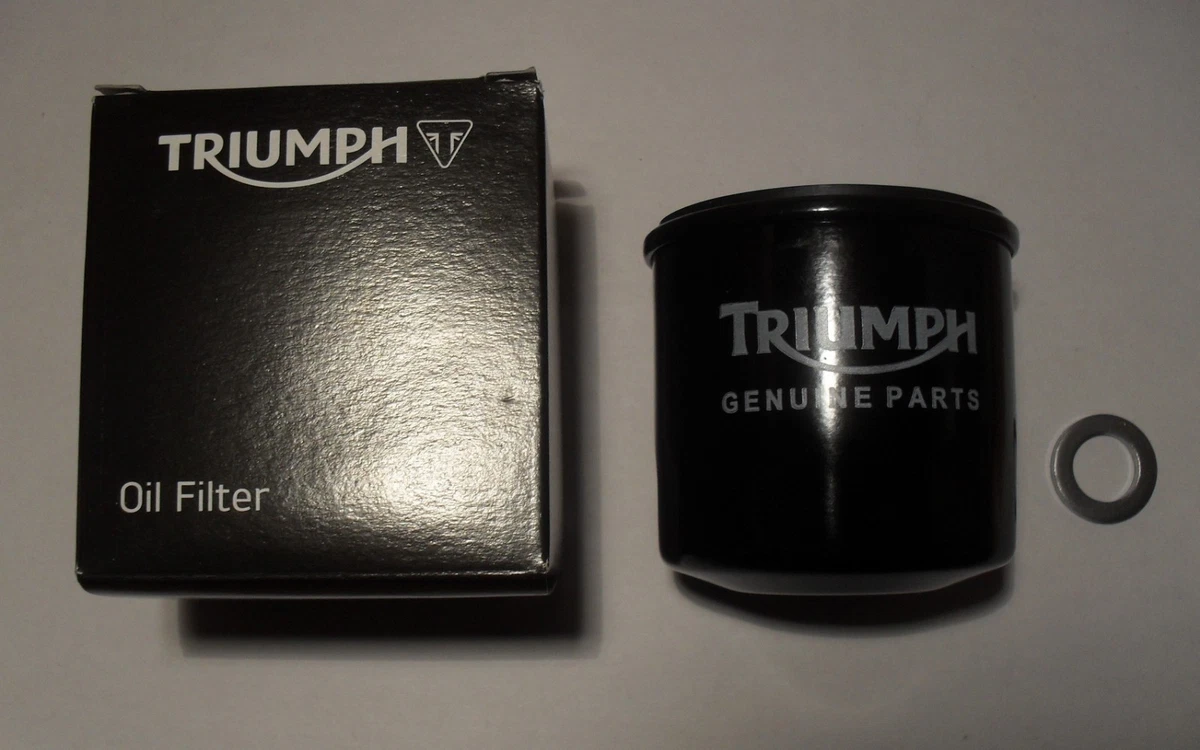 TRIUMPH
Oil Filter
TRIUMPH
GENUINE PARTS